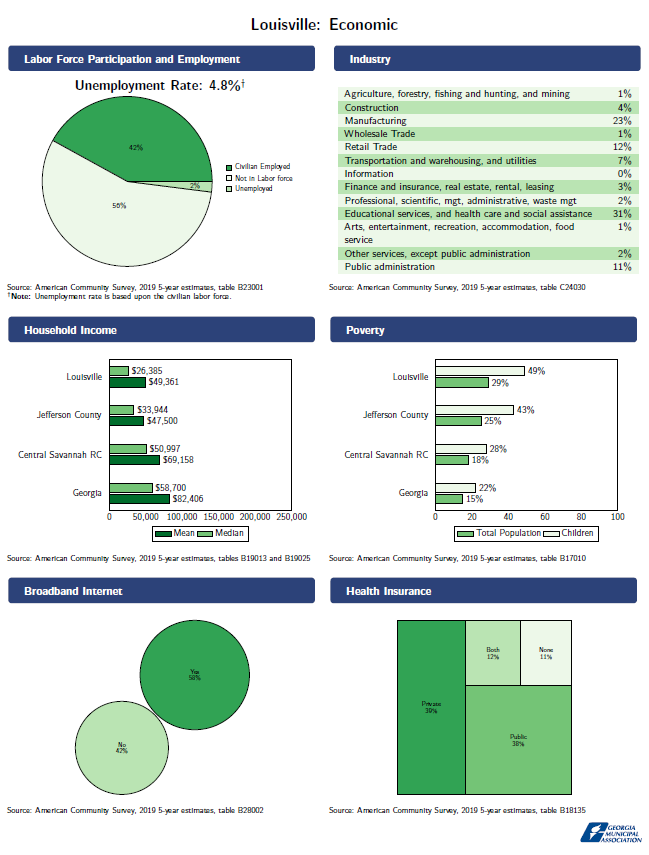 Louisville: Economic
Labor Force Participation and Employment
Unemployment Rate: 4.8%†
42%
2%
56%
Civilian Employed
Not in Labor force
Unemployed
Source: American Community Survey, 2019 5-year estimates, table B23001
†Note: Unemployment rate is based upon the civilian labor force.
Industry
Agriculture, forestry, fishing and hunting, and mining 1%
Construction 4%
Manufacturing 23%
Wholesale Trade 1%
Retail Trade 12%
Transportation and warehousing, and utilities 7%
Information 0%
Finance and insurance, real estate, rental, leasing 3%
Professional, scientific, mgt, administrative, waste mgt 2%
Educational services, and health care and social assistance 31%
Arts, entertainment, recreation, accommodation, food 1%
service
Other services, except public administration 2%
Public administration 11%
Source: American Community Survey, 2019 5-year estimates, table C24030
Household Income
Louisville
$26,385
$49,361
Jefferson County
$33,944
$47,500
Central Savannah RC
$50,997
$69,158
Georgia
$58,700
$82,406
0 50,000 100,000 150,000 200,000 250,000
Mean Median
Source: American Community Survey, 2019 5-year estimates, tables B19013 and B19025
Poverty
Louisville
49%
29%
Jefferson County
43%
25%
Central Savannah RC
28%
18%
Georgia
22%
15%
0 20 40 60 80 100
Total Population Children
Source: American Community Survey, 2019 5-year estimates, table B17010
Broadband Internet
Yes
58%
No
42%
Source: American Community Survey, 2019 5-year estimates, table B28002
Health Insurance
Private
39%
Both
12%
None
11%
Public
38%
Source: American Community Survey, 2019 5-year estimates, table B18135
GEORGIA
MUNICIPAL
ASSOCIATION